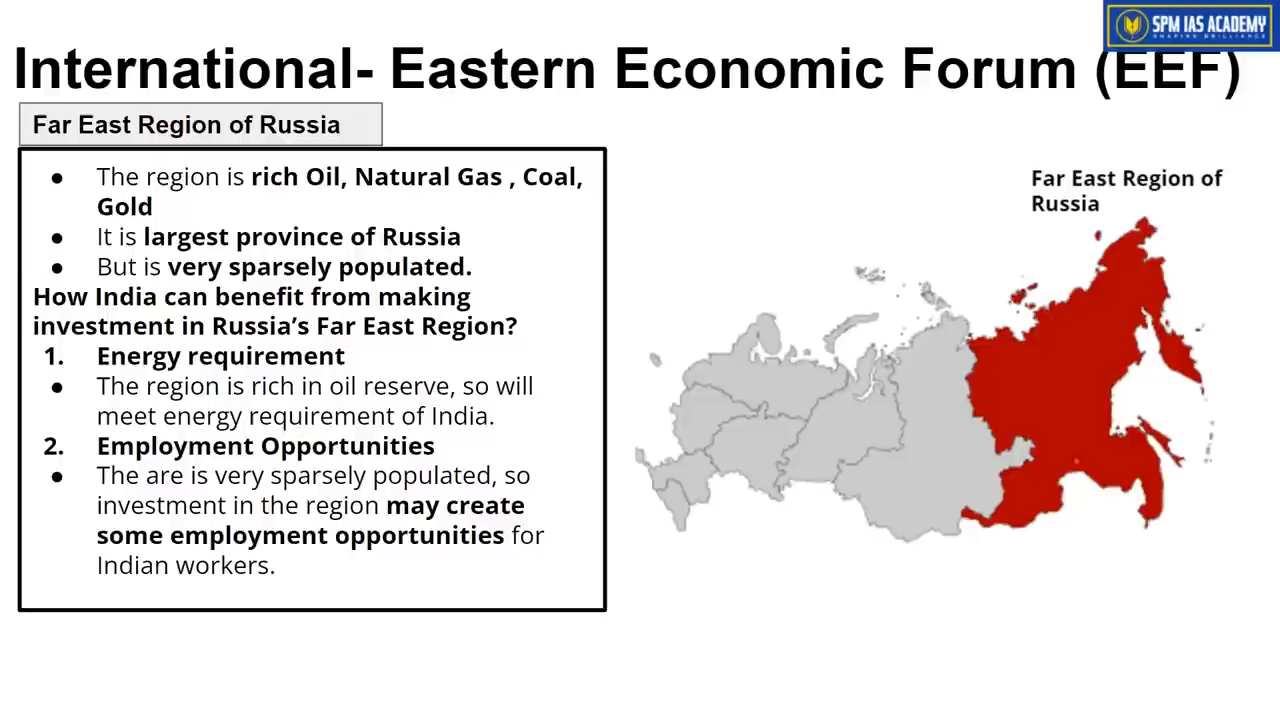 SPM IAS ACADEMY
SHAPING BRILLIANCE
International- Eastern Economic Forum (EEF)
Far East Region of Russia
● The region is rich Oil, Natural Gas , Coal,
Gold
● It is largest province of Russia
● But is very sparsely populated.
How India can benefit from making
investment in Russia’s Far East Region?
1. Energy requirement
● The region is rich in oil reserve, so will
meet energy requirement of India.
2. Employment Opportunities
● The are is very sparsely populated, so
investment in the region may create
some employment opportunities for
Indian workers.
Far East Region of
Russia